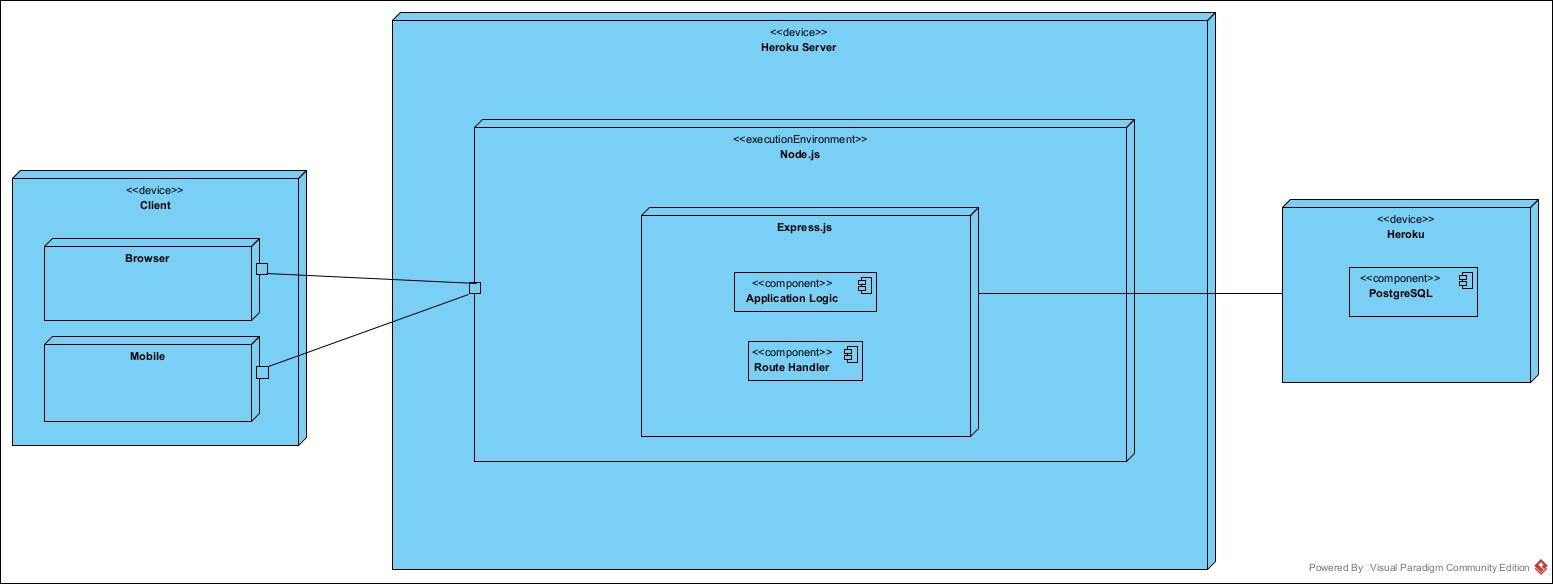 <<device>>
Heroku Server
<<executionEnvironment>>
Node.js
<<device>>
Client
Browser
Mobile
Express.js
<<component>>
Application Logic
<<component>>
Route Handler
<<device>>
Heroku
<<component>>
PostgreSQL
Powered By Visual Paradigm Community Edition